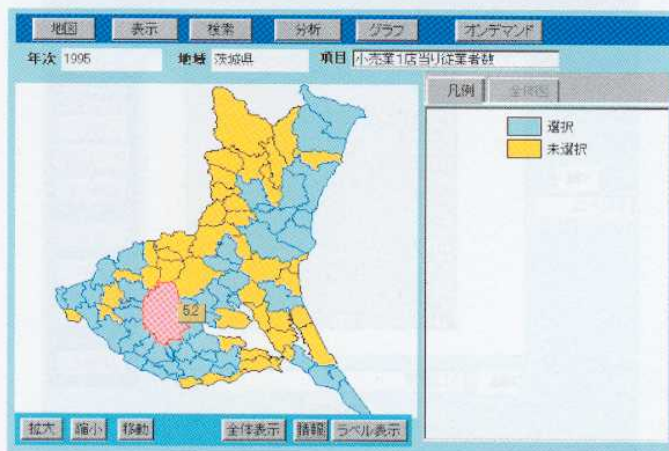 地図 表示 検索 分析 グラフ オンデマンド
年次 1995 地域 茨城県 項目 小売業1店当り従業者数
凡例 全体図
選択
未選択
5.2
拡大 縮小 移動 全体表示 情報 ラベル表示